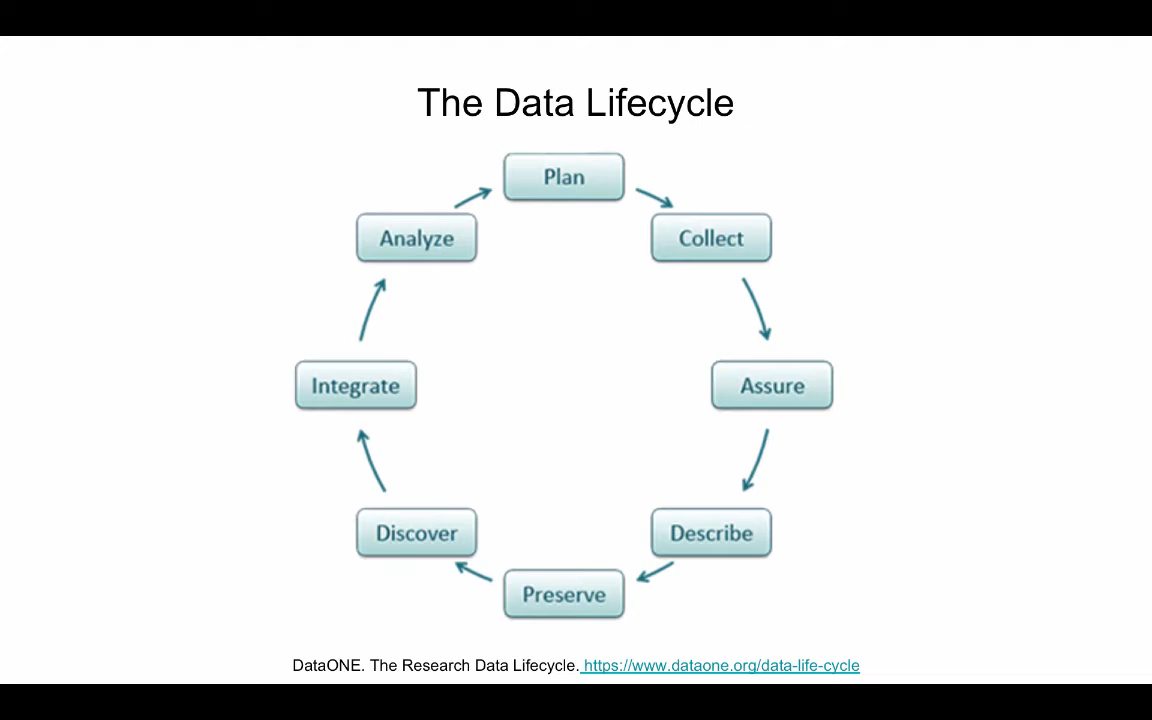 The Data Lifecycle
Plan
Collect
Assure
Describe
Preserve
Discover
Integrate
Analyze
DataONE. The Research Data Lifecycle. https://www.dataone.org/data-life-cycle